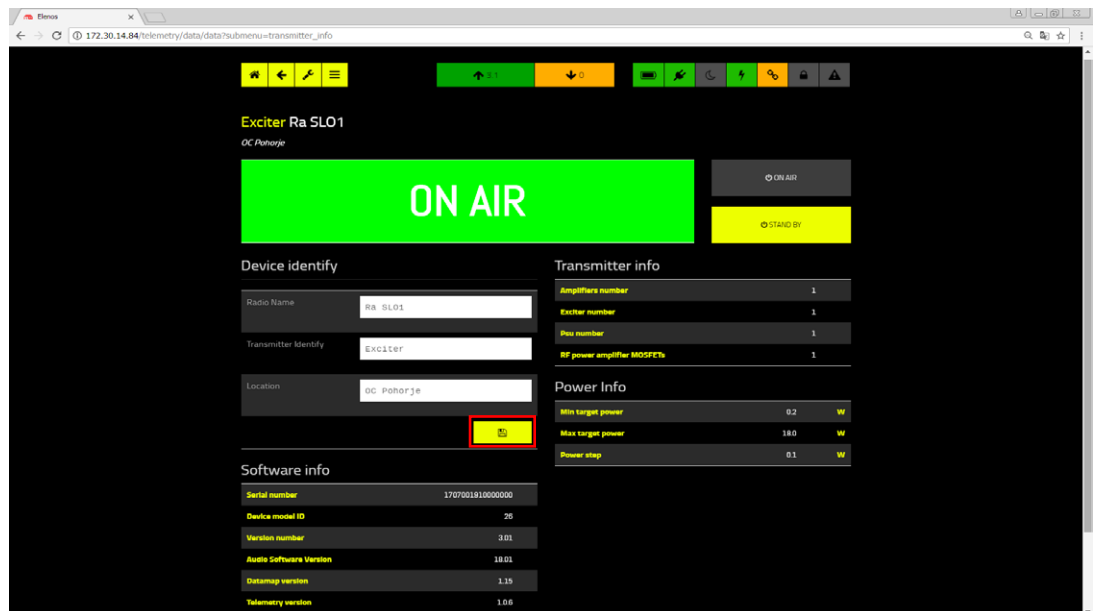 Elenos
172.30.14.84/telemetry/data/data?submenu=transmitter_info
5.1
0
Exciter Ra SLO1
OC Pohorje
ON AIR
ON AIR
STAND BY
Device identify
Radio Name
Ra SLO1
Transmitter Identify
Exciter
Location
OC Pohorje
Software info
Serial number 1707001910000000
Device model ID 26
Version number 3.01
Audio Software Version 18.01
Datamap version 1.15
Telemetry version 1.0.6
Transmitter info
Amplifiers number 1
Exciter number 1
Psu number 1
RF power amplifier MOSFETs 1
Power Info
Min target power 0.2 W
Max target power 18.0 W
Power step 0.1 W